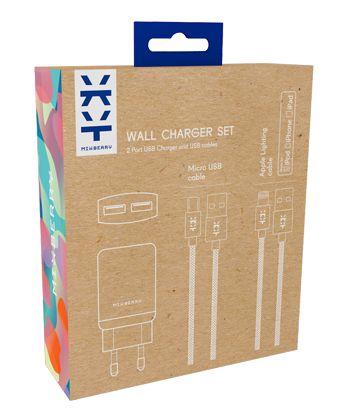 MIXBERRY
WALL CHARGER SET
2 Port USB Charger and USB cables
Micro USB
cable
Apple Lighting
cable
iPod iPhone iPad
MIXBERRY
MIXBERRY